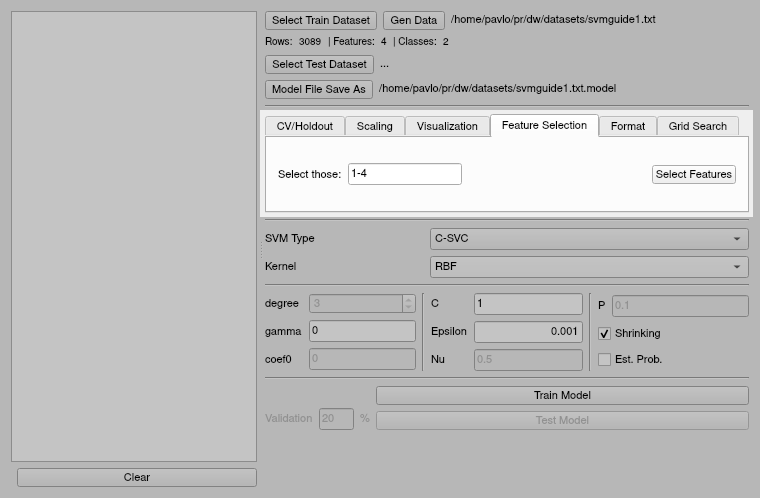 Select Train Dataset Gen Data /home/pavlo/pr/dw/datasets/svmguide1.txt
Rows: 3089 | Features: 4 | Classes: 2
Select Test Dataset ...
Model File Save As /home/pavlo/pr/dw/datasets/svmguide1.txt.model
CV/Holdout Scaling Visualization Feature Selection Format Grid Search
Select those: 1-4 Select Features
SVM Type C-SVC
Kernel RBF
degree 3 C 1 P 0.1
gamma 0 Epsilon 0.001 Shrinking
coef0 0 Nu 0.5 Est. Prob.
Train Model
Validation 20 % Test Model
Clear